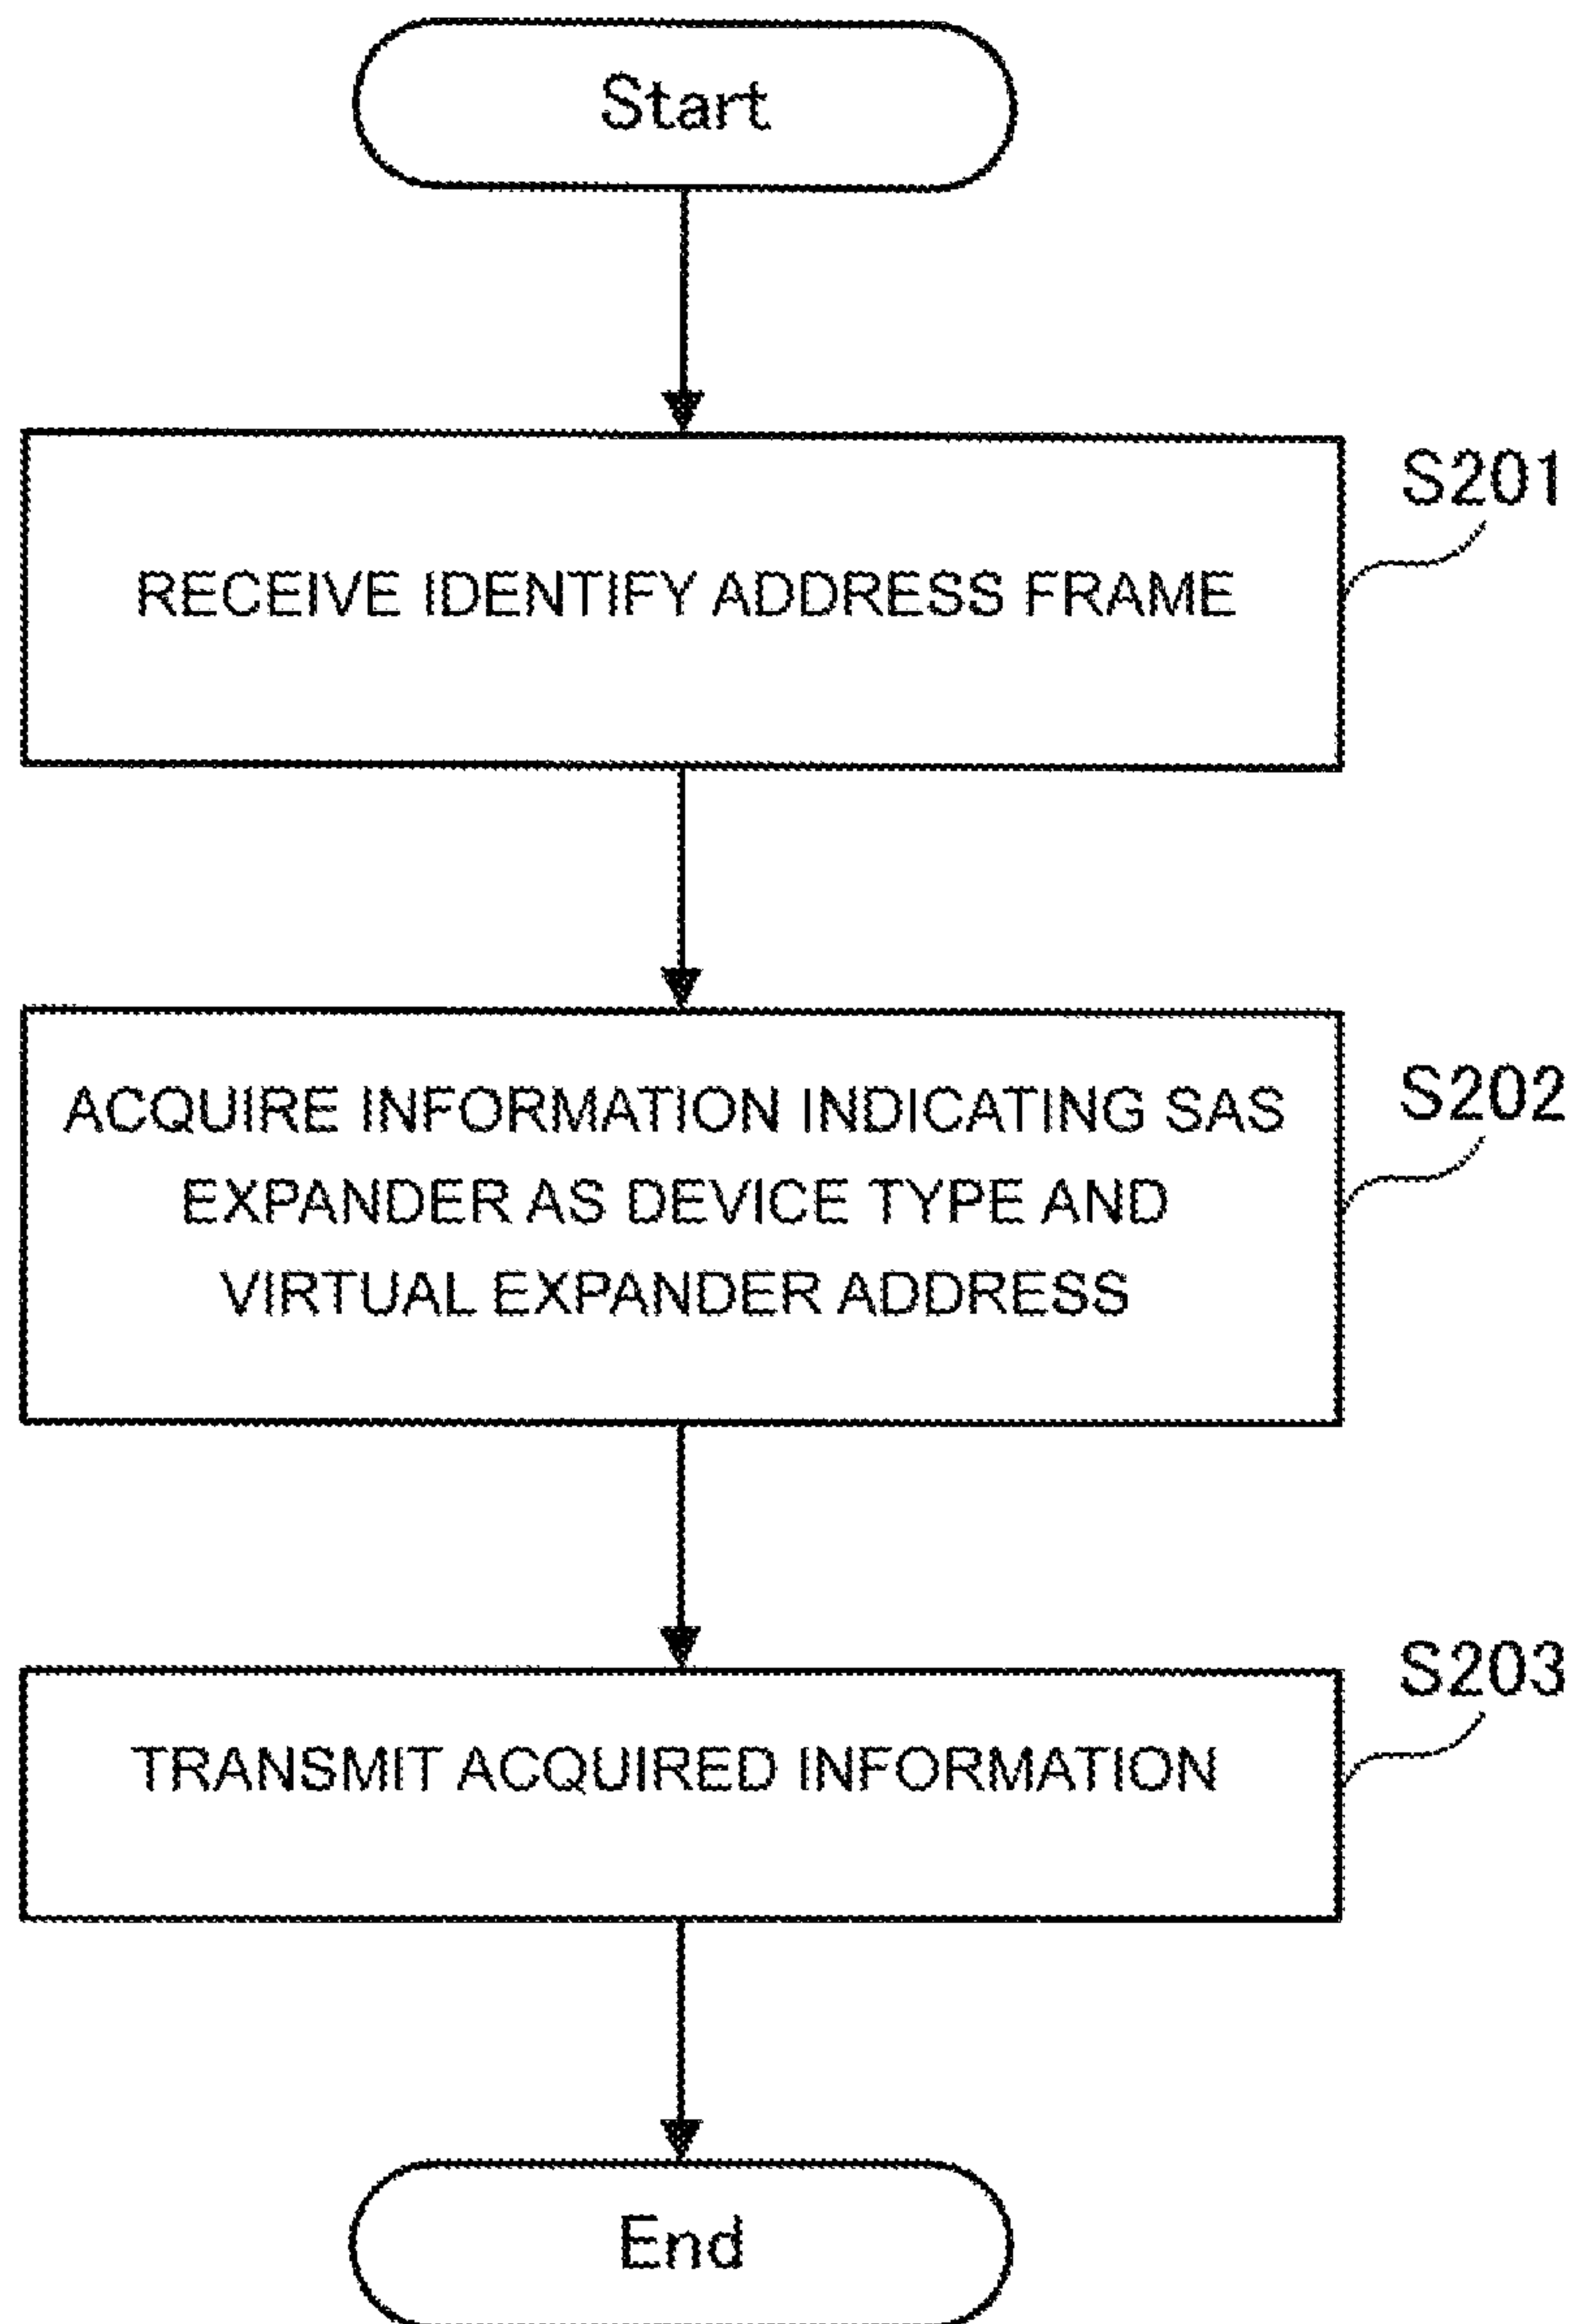 Start
S201
RECEIVE IDENTIFY ADDRESS FRAME
S202
ACQUIRE INFORMATION INDICATING SAS
EXPANDER AS DEVICE TYPE AND
VIRTUAL EXPANDER ADDRESS
S203
TRANSMIT ACQUIRED INFORMATION
End